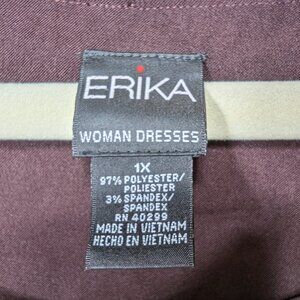 ERiKA
WOMAN DRESSES
1X
97% POLYESTER/
POLIESTER
3% SPANDEX/
SPANDEX
RN 40299
MADE IN VIETNAM
HECHO EN VIETNAM